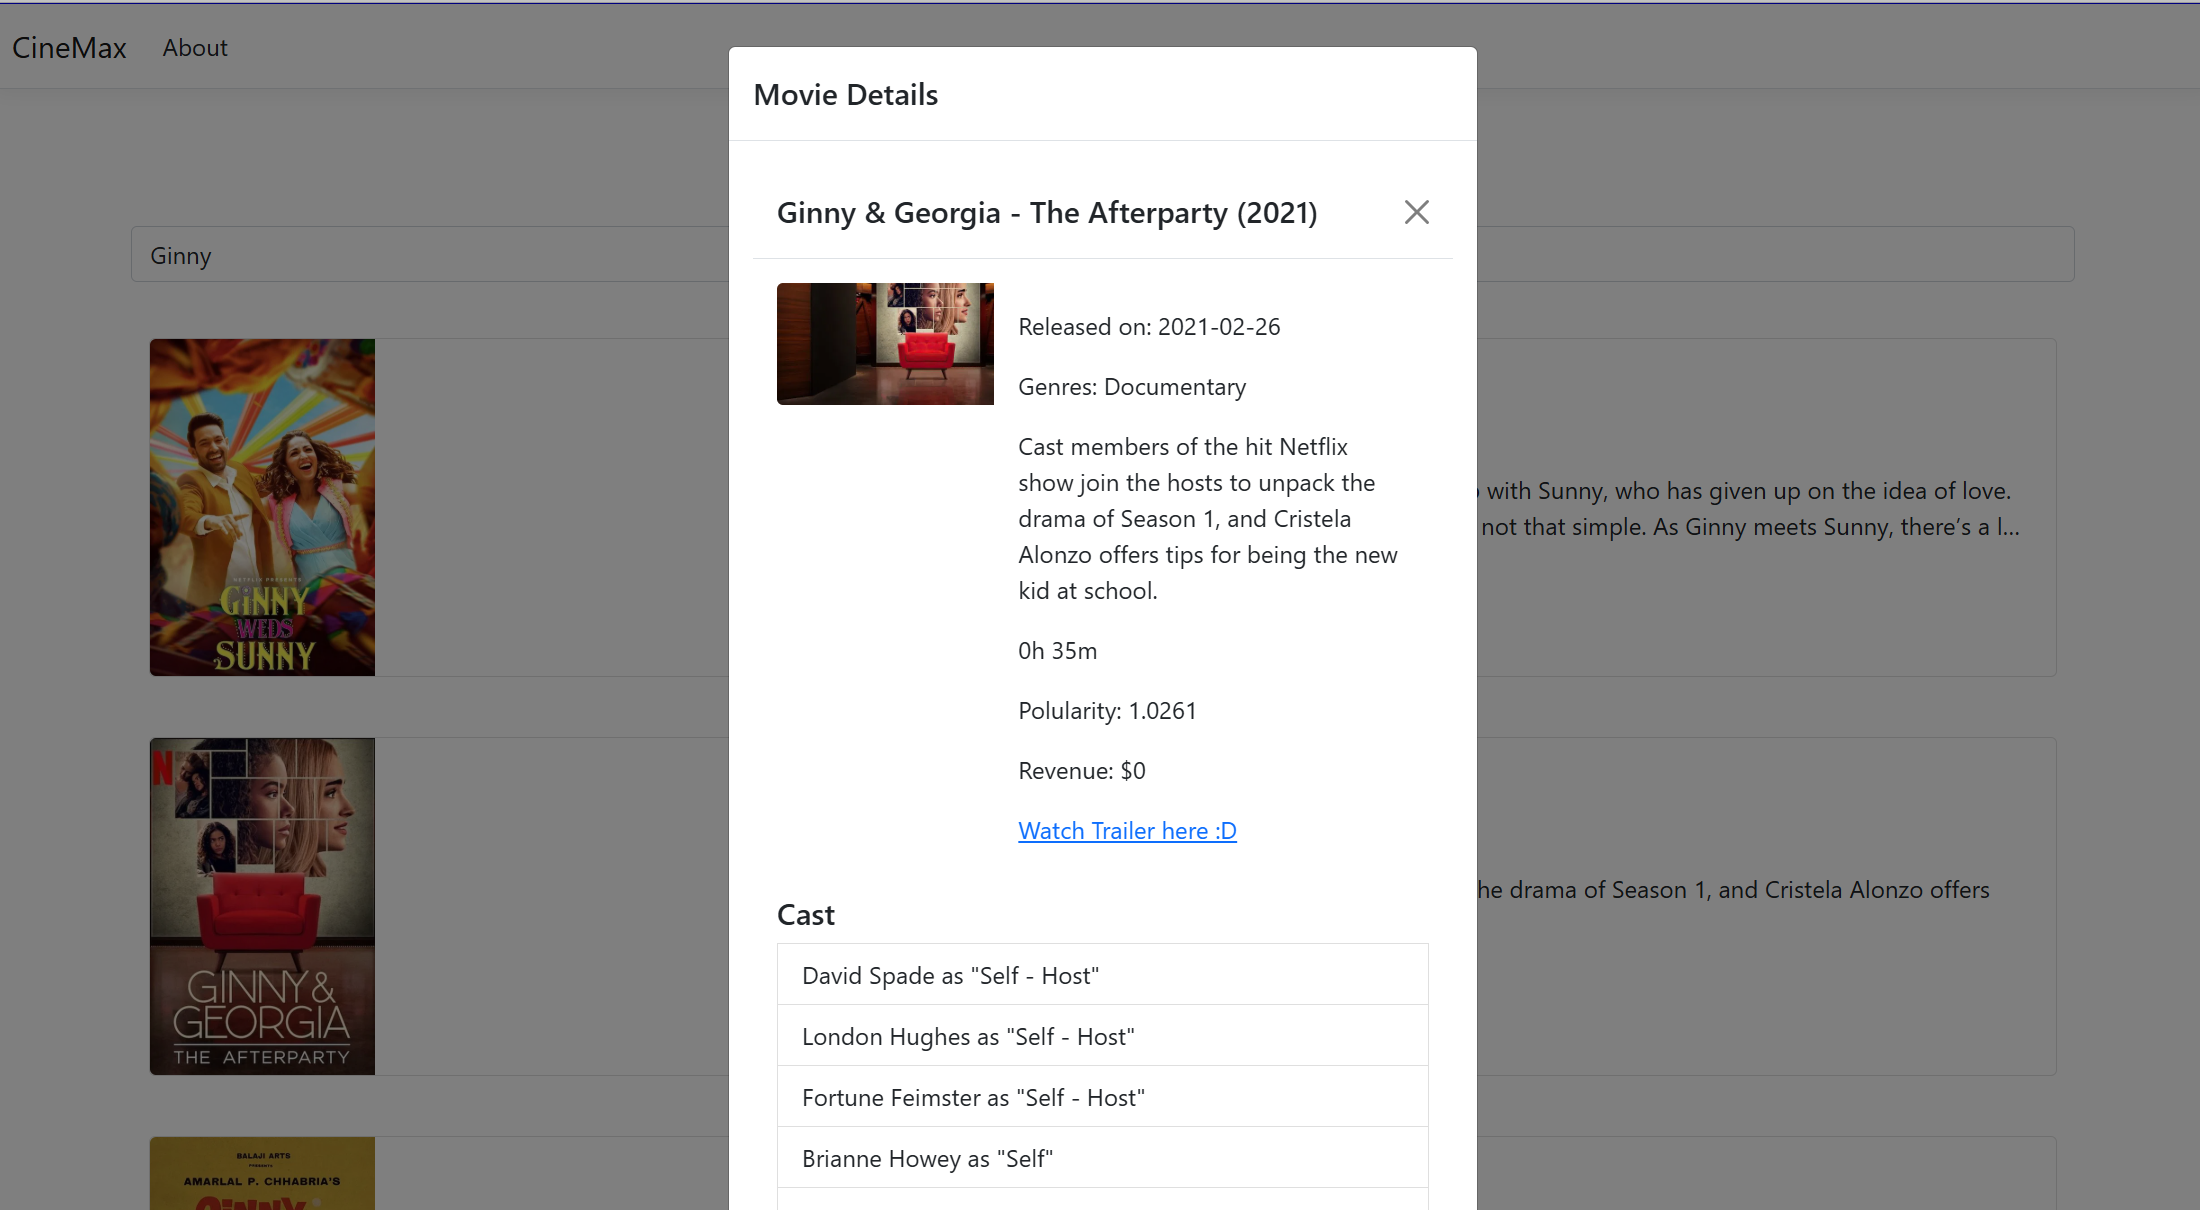 CineMax About
Movie Details
Ginny & Georgia - The Afterparty (2021)
Ginny
Released on: 2021-02-26
Genres: Documentary
Cast members of the hit Netflix
show join the hosts to unpack the
drama of Season 1, and Cristela
Alonzo offers tips for being the new
kid at school.
0h 35m
Polularity: 1.0261
Revenue: $0
Watch Trailer here :D
Cast
David Spade as "Self - Host"
London Hughes as "Self - Host"
Fortune Feimster as "Self - Host"
Brianne Howey as "Self"
NETFLIX PRESENTS
GINNY
WEDS
SUNNY
with Sunny, who has given up on the idea of love.
not that simple. As Ginny meets Sunny, there’s a l...
N
GINNY &
GEORGIA
THE AFTERPARTY
drama of Season 1, and Cristela Alonzo offers
BALAJI ARTS
PRESENTS
AMARLAL P. CHHABRIA'S